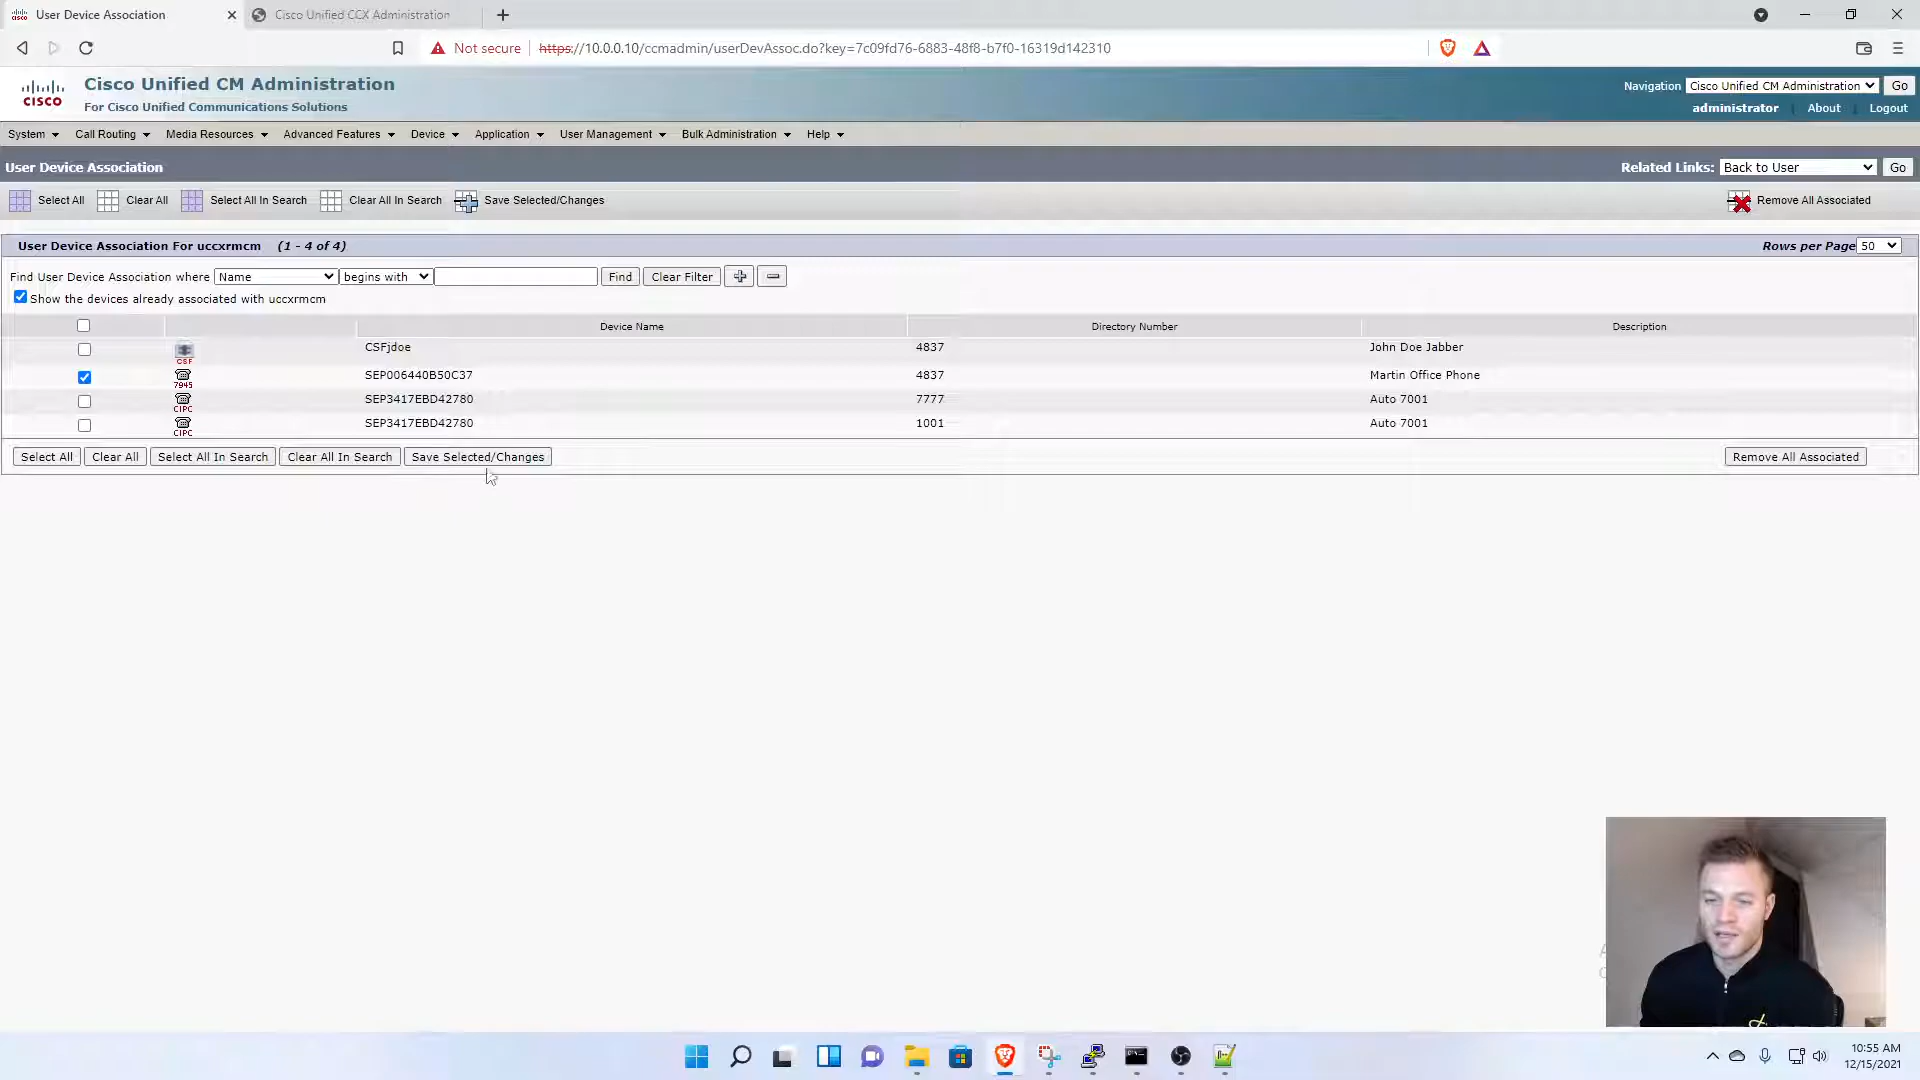 User Device Association
Cisco Unified CCX Administration
Not secure
https://10.0.0.10/ccmadmin/userDevAssoc.do?key=7c09fd76-6883-48f8-b7f0-16319d142310
CISCO
Cisco Unified CM Administration
For Cisco Unified Communications Solutions
Navigation Cisco Unified CM Administration Go
administrator About Logout
System Call Routing Media Resources Advanced Features Device Application User Management Bulk Administration Help
User Device Association
Related Links: Back to User Go
Select All Clear All Select All In Search Clear All In Search Save Selected/Changes Remove All Associated
User Device Association For uccxrmcm (1 - 4 of 4) Rows per Page 50
Find User Device Association where Name begins with Find Clear Filter
Show the devices already associated with uccxrmcm
Device Name Directory Number Description
CSF CSFjdoe 4837 John Doe Jabber
7945 SEP006440B50C37 4837 Martin Office Phone
CIPC SEP3417EBD42780 7777 Auto 7001
CIPC SEP3417EBD42780 1001 Auto 7001
Select All Clear All Select All In Search Clear All In Search Save Selected/Changes Remove All Associated
10:55 AM
12/15/2021